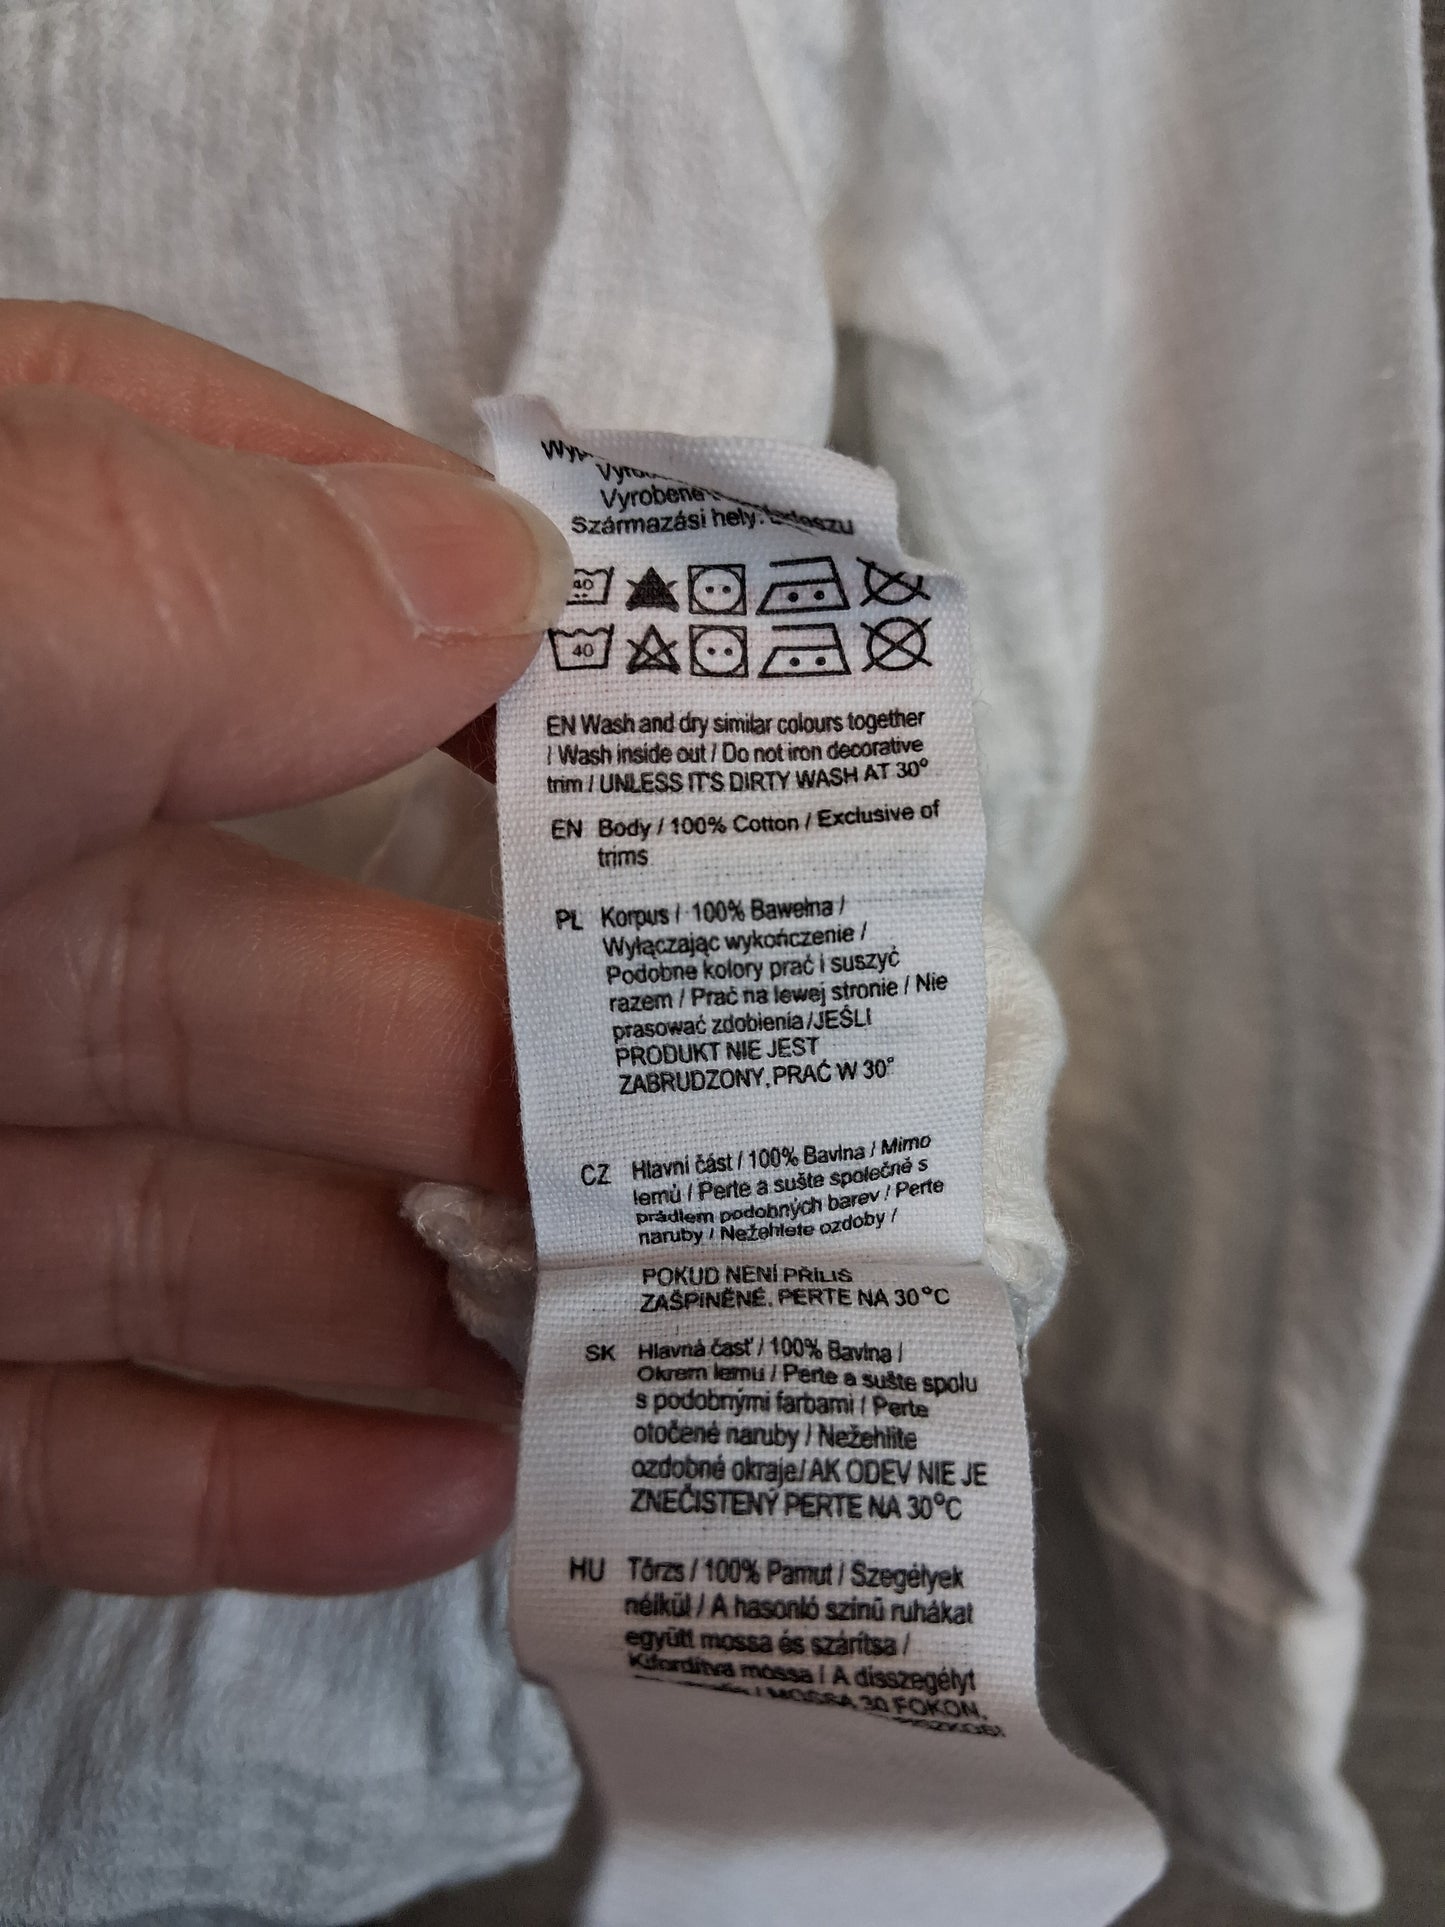 Vyrobené
Származási hely:
40
40
EN Wash and dry similar colours together
/ Wash inside out / Do not iron decorative
trim / UNLESS IT'S DIRTY WASH AT 30°
EN Body / 100% Cotton / Exclusive of
trims
PL Korpus / 100% Bawełna /
Wyłączając wykończenie /
Podobne kolory prać i suszyć
razem / Prać na lewej stronie / Nie
prasować zdobienia /JEŚLI
PRODUKT NIE JEST
ZABRUDZONY, PRAĆ W 30°
CZ Hlavní část / 100% Bavlna / Mimo
lemů / Perte a sušte společně s
prádlem podobných barev / Perte
naruby / Nežehlete ozdoby /
POKUD NENÍ PŘÍLIŠ
ZAŠPINĚNÉ, PERTE NA 30°C
SK Hlavná časť / 100% Bavlna /
Okrem lemu / Perte a sušte spolu
s podobnými farbami / Perte
otočené naruby / Nežehlite
ozdobné okraje/ AK ODEV NIE JE
ZNEČISTENÝ PERTE NA 30°C
HU Törzs / 100% Pamut / Szegélyek
nélkül / A hasonló színű ruhákat
együtt mossa és szárítsa /
Kifordítva mossa / A díszszegélyt
/ MOSSA 30 FOKON,